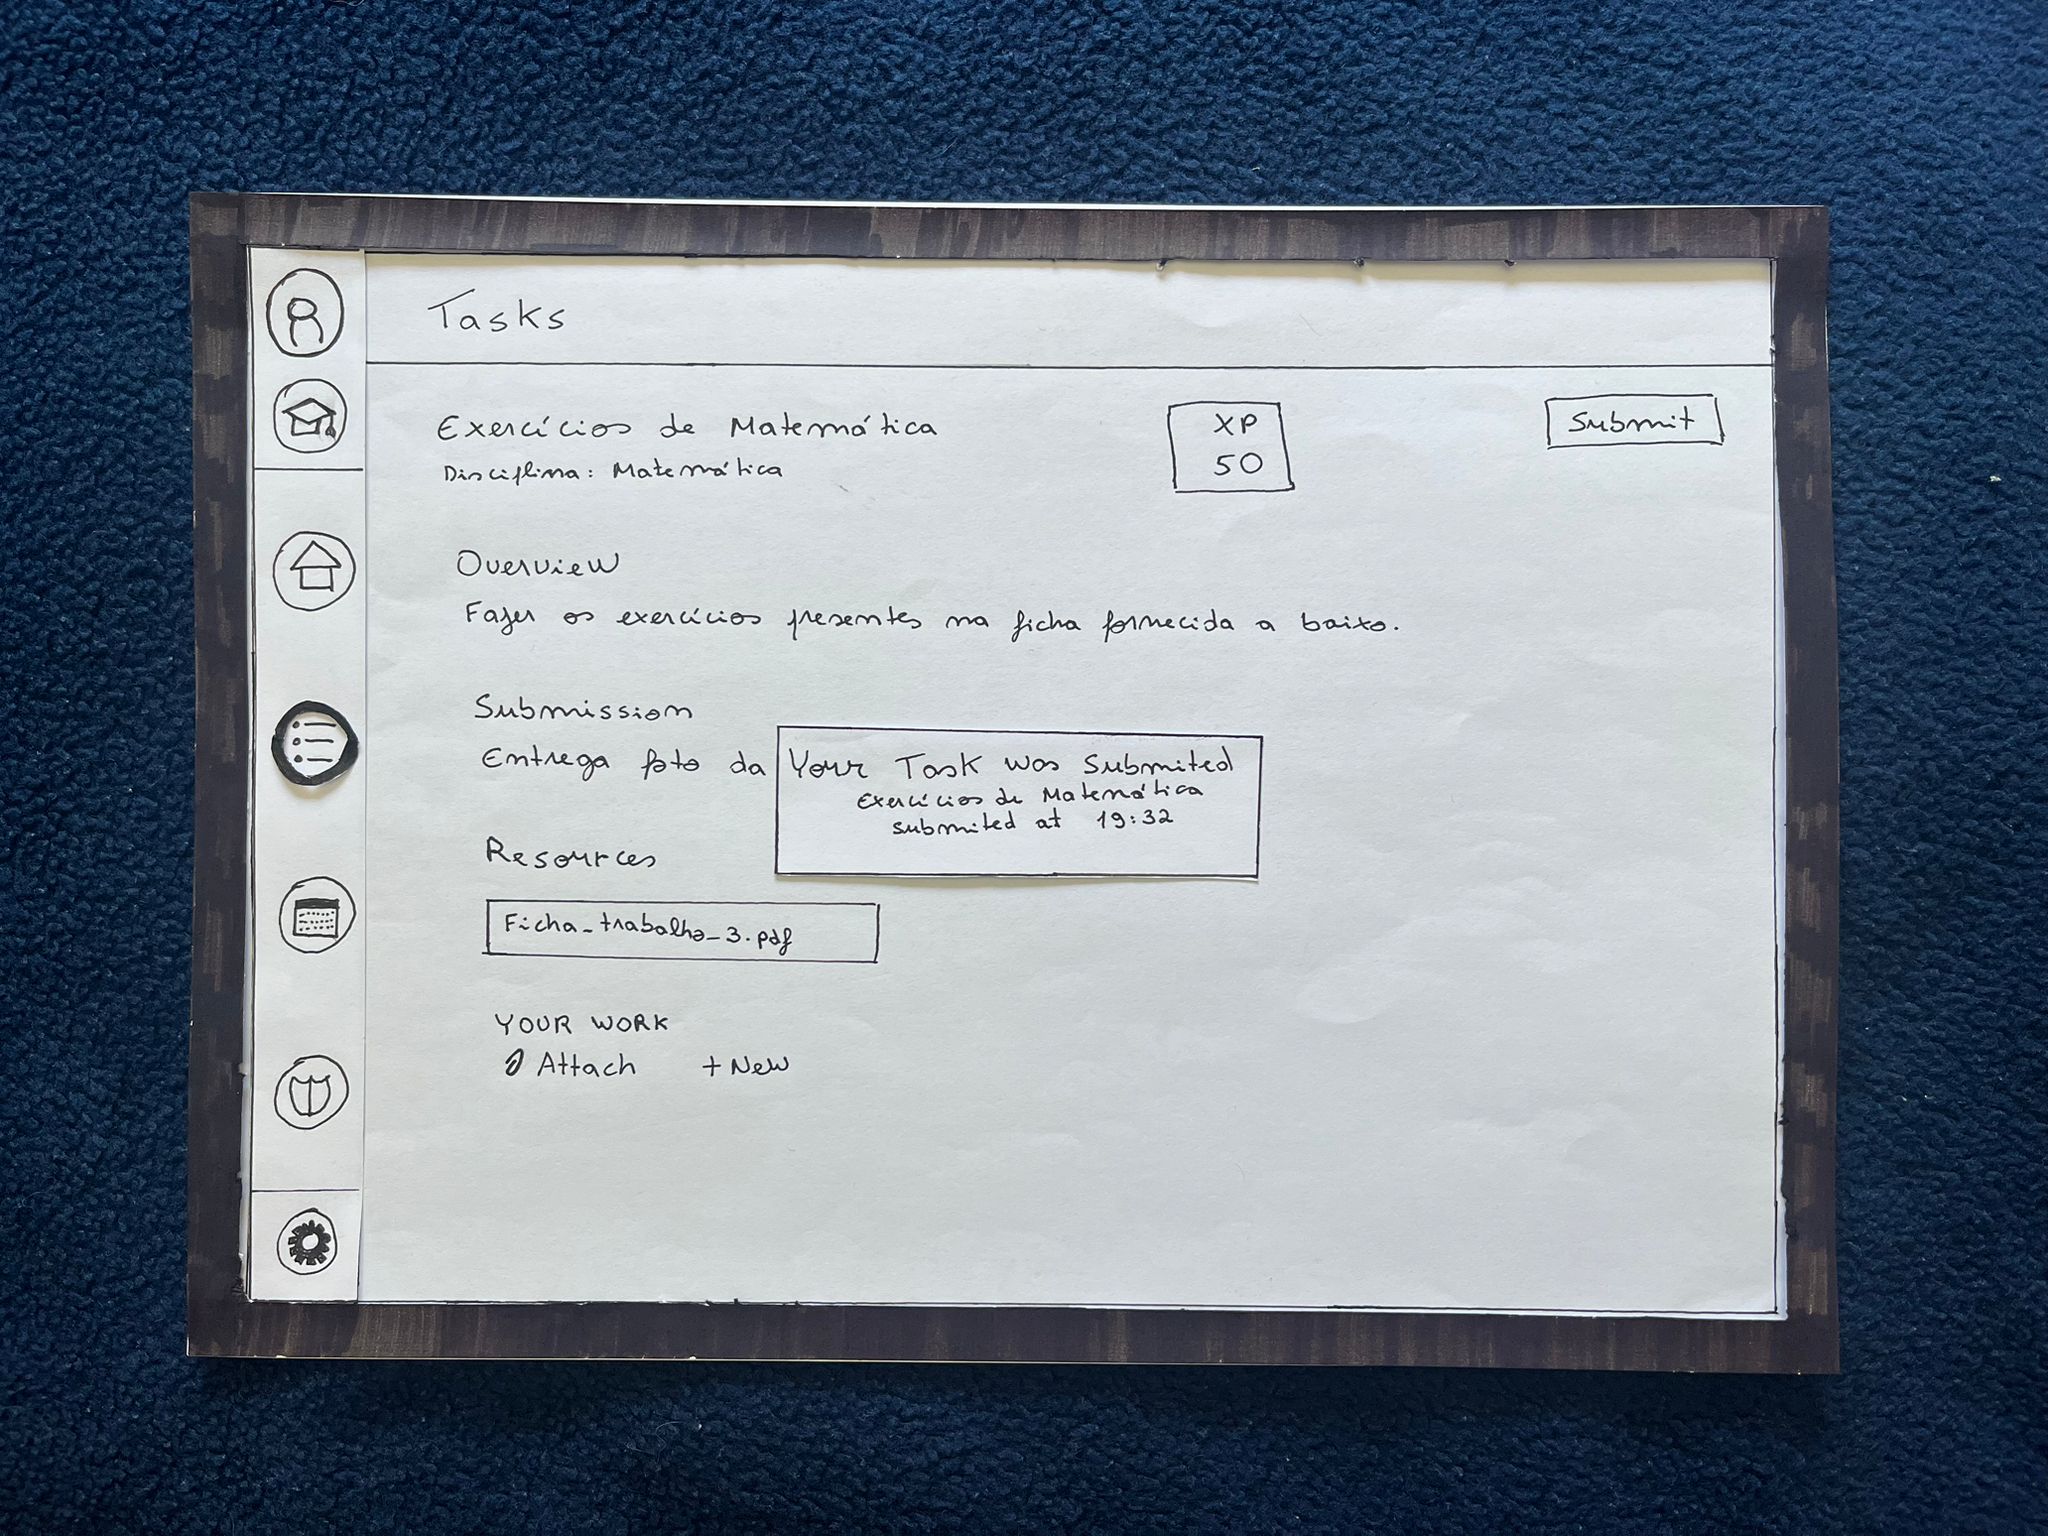 Tasks
Exercícios de Matemática
Disciplina: Matemática
XP
50
Submit
Overview
Fazer os exercícios presentes na ficha fornecida a baixo.
Submission
Entrega foto da
Your Task was Submited
Exercícios de Matemática
submited at 19:32
Resources
Ficha_trabalho_3.pdf
YOUR WORK
Attach + New